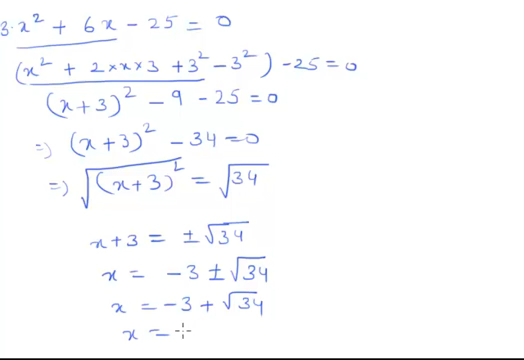 3. x² + 6x - 25 = 0
(x² + 2×x×3 + 3² - 3²) - 25 = 0
(x+3)² - 9 - 25 = 0
⇒) (x+3)² - 34 = 0
⇒) √(x+3)² = √34
x+3 = ±√34
x = -3 ± √34
x = -3 + √34
x = -